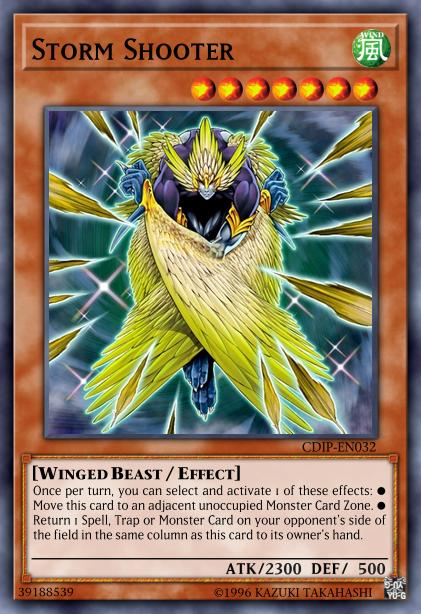 Storm Shooter
WIND
風
CDIP-EN032
[Winged Beast / Effect]
Once per turn, you can select and activate 1 of these effects: ●
Move this card to an adjacent unoccupied Monster Card Zone. ●
Return 1 Spell, Trap or Monster Card on your opponent's side of
the field in the same column as this card to its owner's hand.
ATK/2300 DEF/ 500
39188539 ©1996 KAZUKI TAKAHASHI